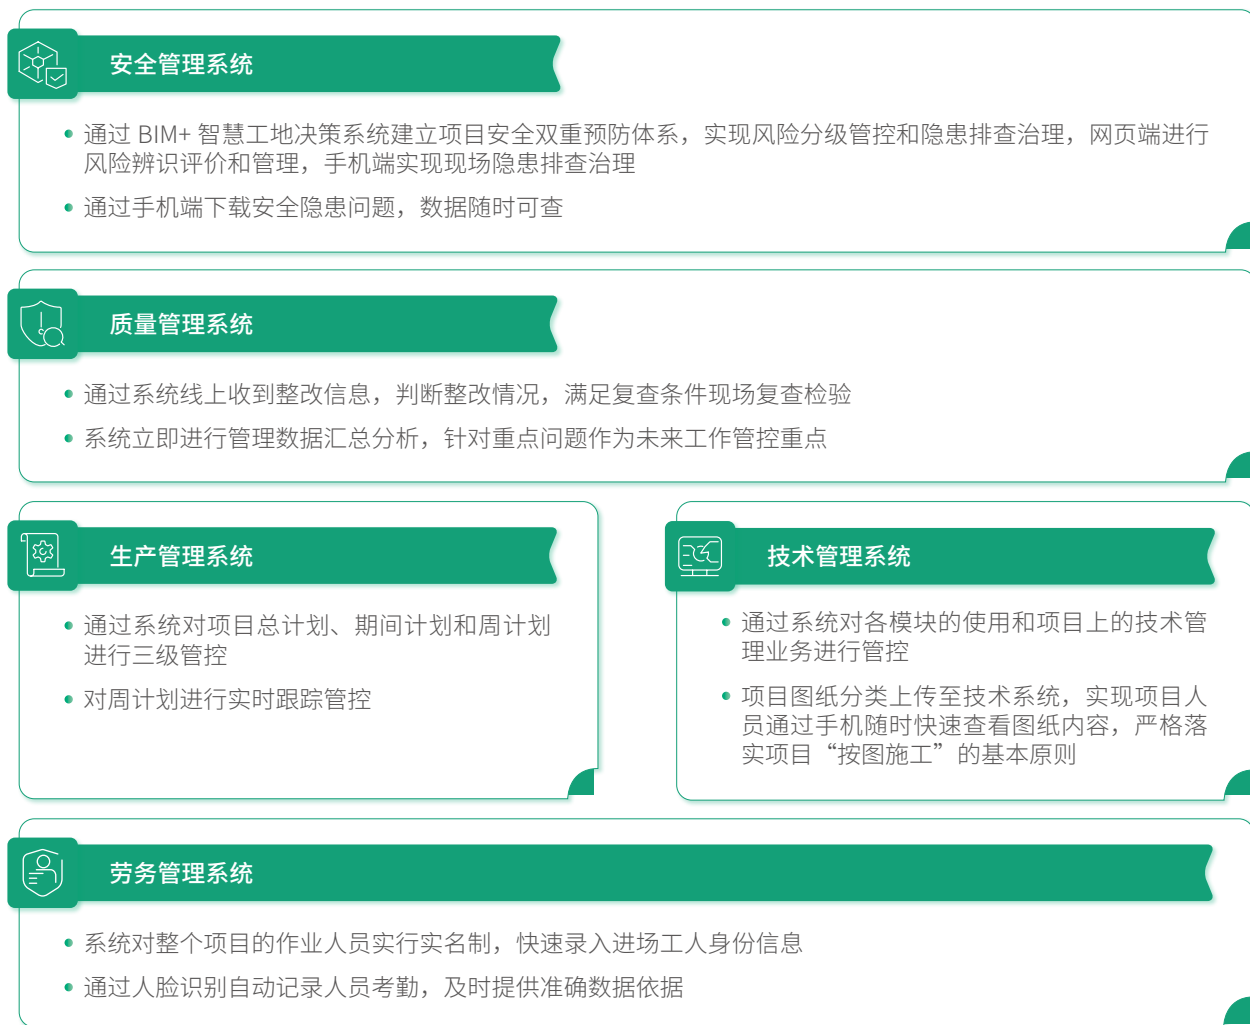 安全管理系统
通过 BIM+ 智慧工地决策系统建立项目安全双重预防体系，实现风险分级管控和隐患排查治理，网页端进行
风险辨识评价和管理，手机端实现现场隐患排查治理
通过手机端下载安全隐患问题，数据随时可查
质量管理系统
通过系统线上收到整改信息，判断整改情况，满足复查条件现场复查检验
系统立即进行管理数据汇总分析，针对重点问题作为未来工作管控重点
生产管理系统
通过系统对项目总计划、期间计划和周计划
进行三级管控
对周计划进行实时跟踪管控
技术管理系统
通过系统对各模块的使用和项目上的技术管
理业务进行管控
项目图纸分类上传至技术系统，实现项目人
员通过手机随时快速查看图纸内容，严格落
实项目“按图施工”的基本原则
劳务管理系统
系统对整个项目的作业人员实行实名制，快速录入进场工人身份信息
通过人脸识别自动记录人员考勤，及时提供准确数据依据